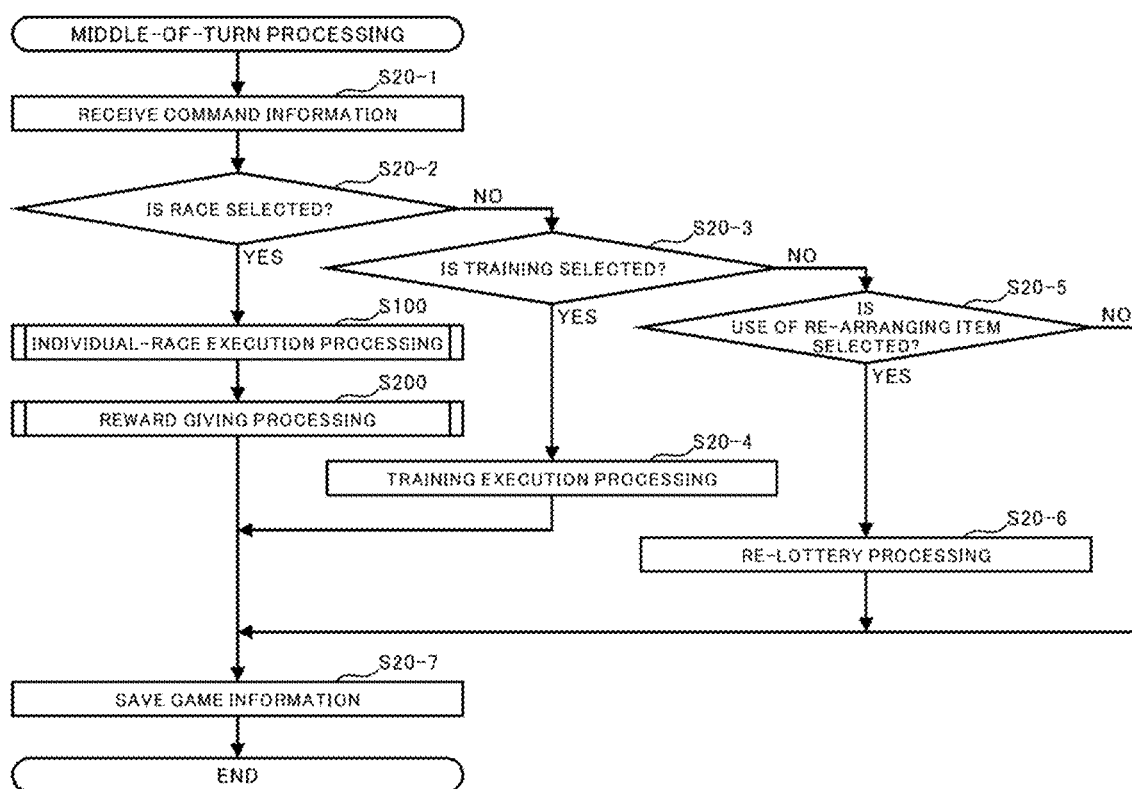 MIDDLE-OF-TURN PROCESSING
S20-1
RECEIVE COMMAND INFORMATION
S20-2
IS RACE SELECTED?
NO
YES
S20-3
IS TRAINING SELECTED?
NO
YES
S20-5
IS
USE OF RE-ARRANGING ITEM
SELECTED?
NO
YES
S100
INDIVIDUAL-RACE EXECUTION PROCESSING
S200
REWARD GIVING PROCESSING
S20-4
TRAINING EXECUTION PROCESSING
S20-6
RE-LOTTERY PROCESSING
S20-7
SAVE GAME INFORMATION
END